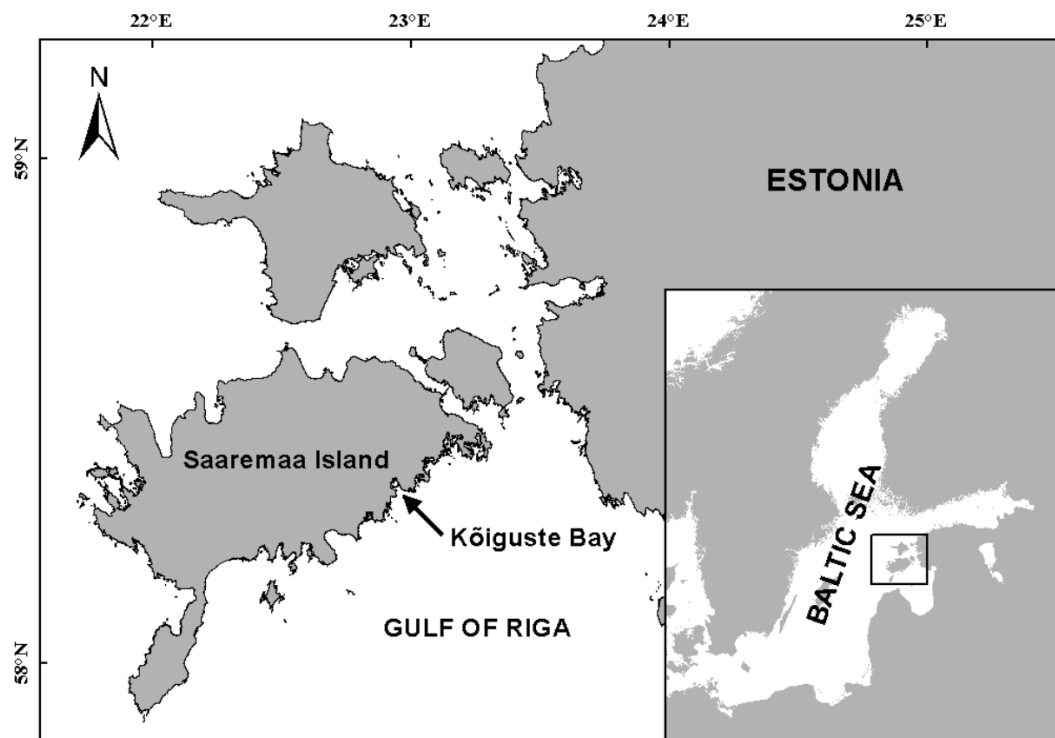 22°E
23°E
24°E
25°E
N
59°N
ESTONIA
Saaremaa Island
Kõiguste Bay
BALTIC SEA
GULF OF RIGA
58°N